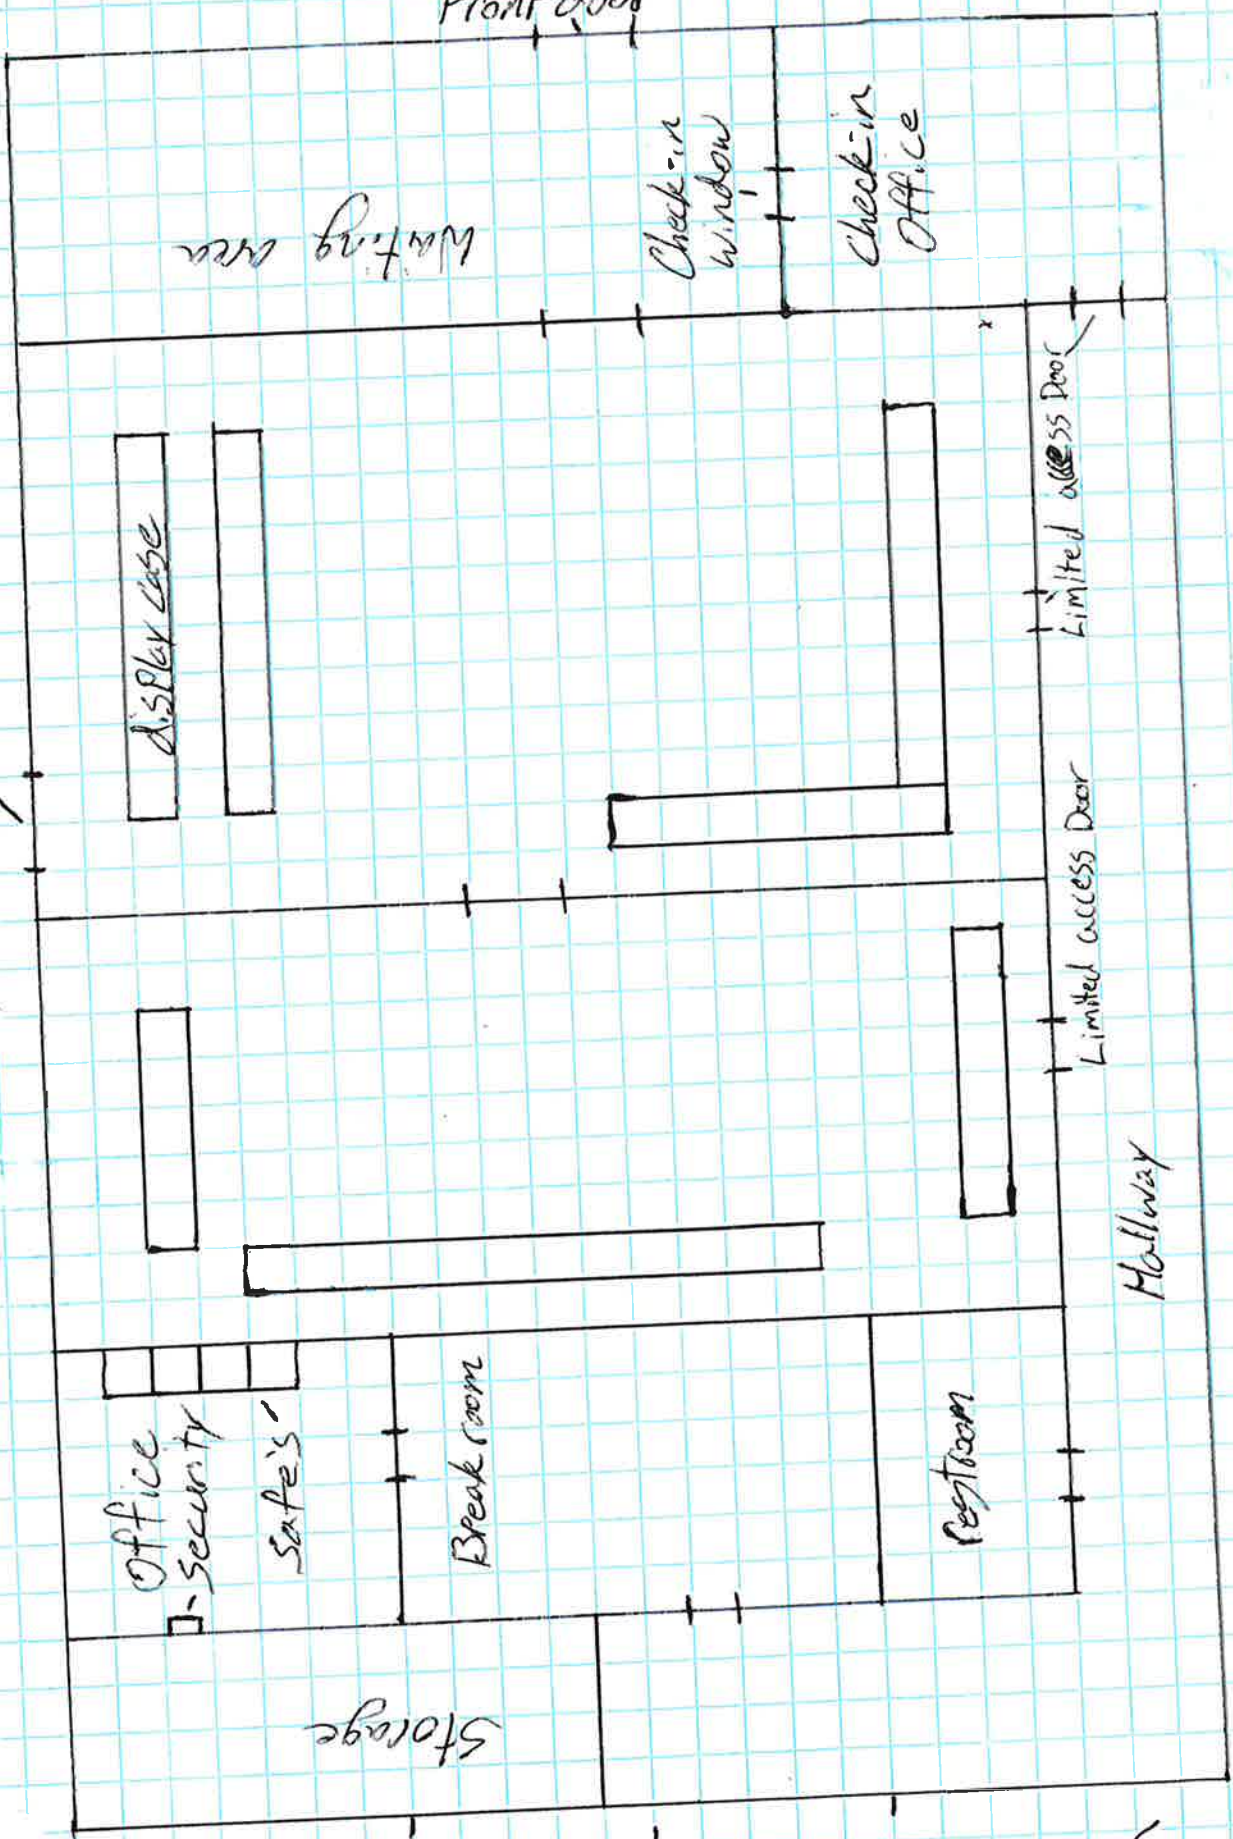 Front door
Waiting area
Check-in
window
Check-in
Office
display case
Limited access Door
Limited access Door
Hallway
Office
- Security
Safe's -
Break room
Restroom
Storage